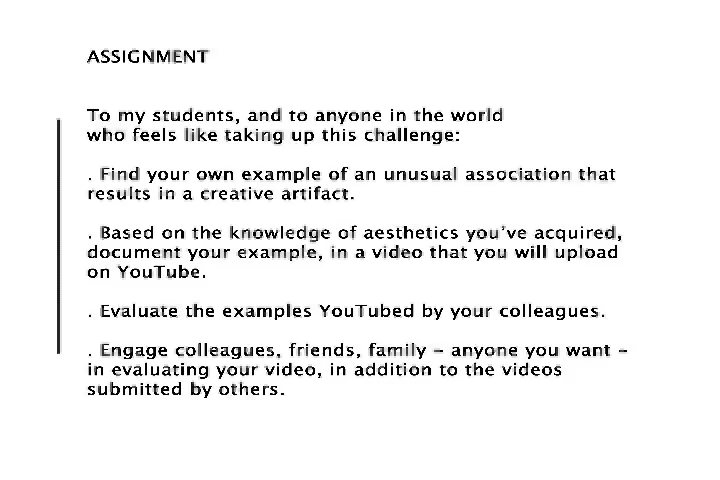 ASSIGNMENT
To my students, and to anyone in the world
who feels like taking up this challenge:
. Find your own example of an unusual association that
results in a creative artifact.
. Based on the knowledge of aesthetics you've acquired,
document your example, in a video that you will upload
on YouTube.
. Evaluate the examples YouTubed by your colleagues.
. Engage colleagues, friends, family – anyone you want –
in evaluating your video, in addition to the videos
submitted by others.